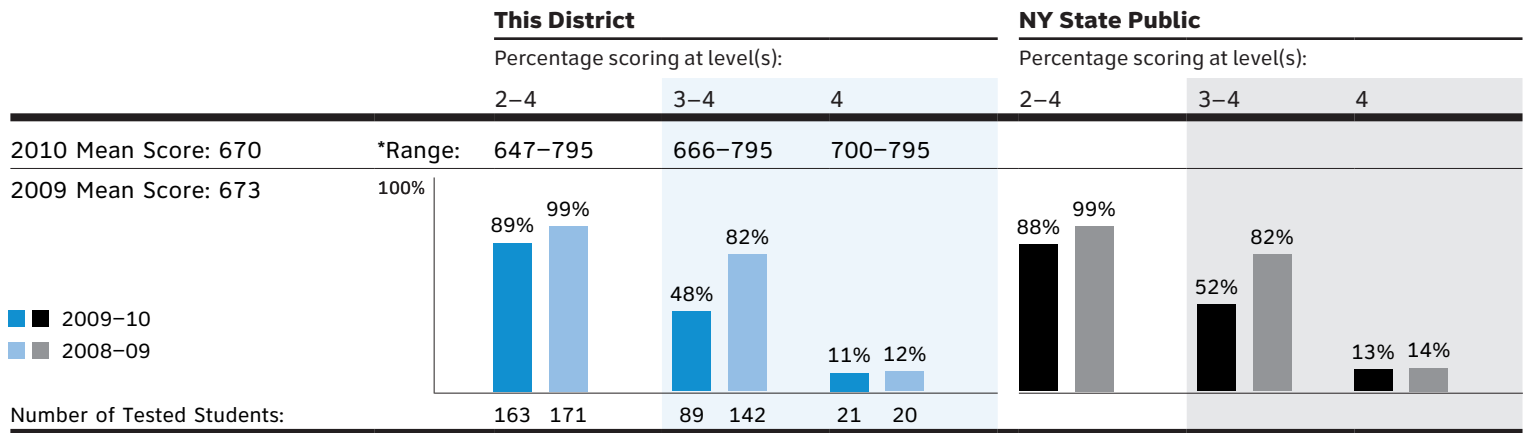 This District NY State Public
Percentage scoring at level(s): Percentage scoring at level(s):
2–4 3–4 4 2–4 3–4 4
2010 Mean Score: 670 *Range: 647–795 666–795 700–795
2009 Mean Score: 673 100%
89% 99% 48% 82% 11% 12% 88% 99% 52% 82% 13% 14%
2009–10
2008–09
Number of Tested Students: 163 171 89 142 21 20